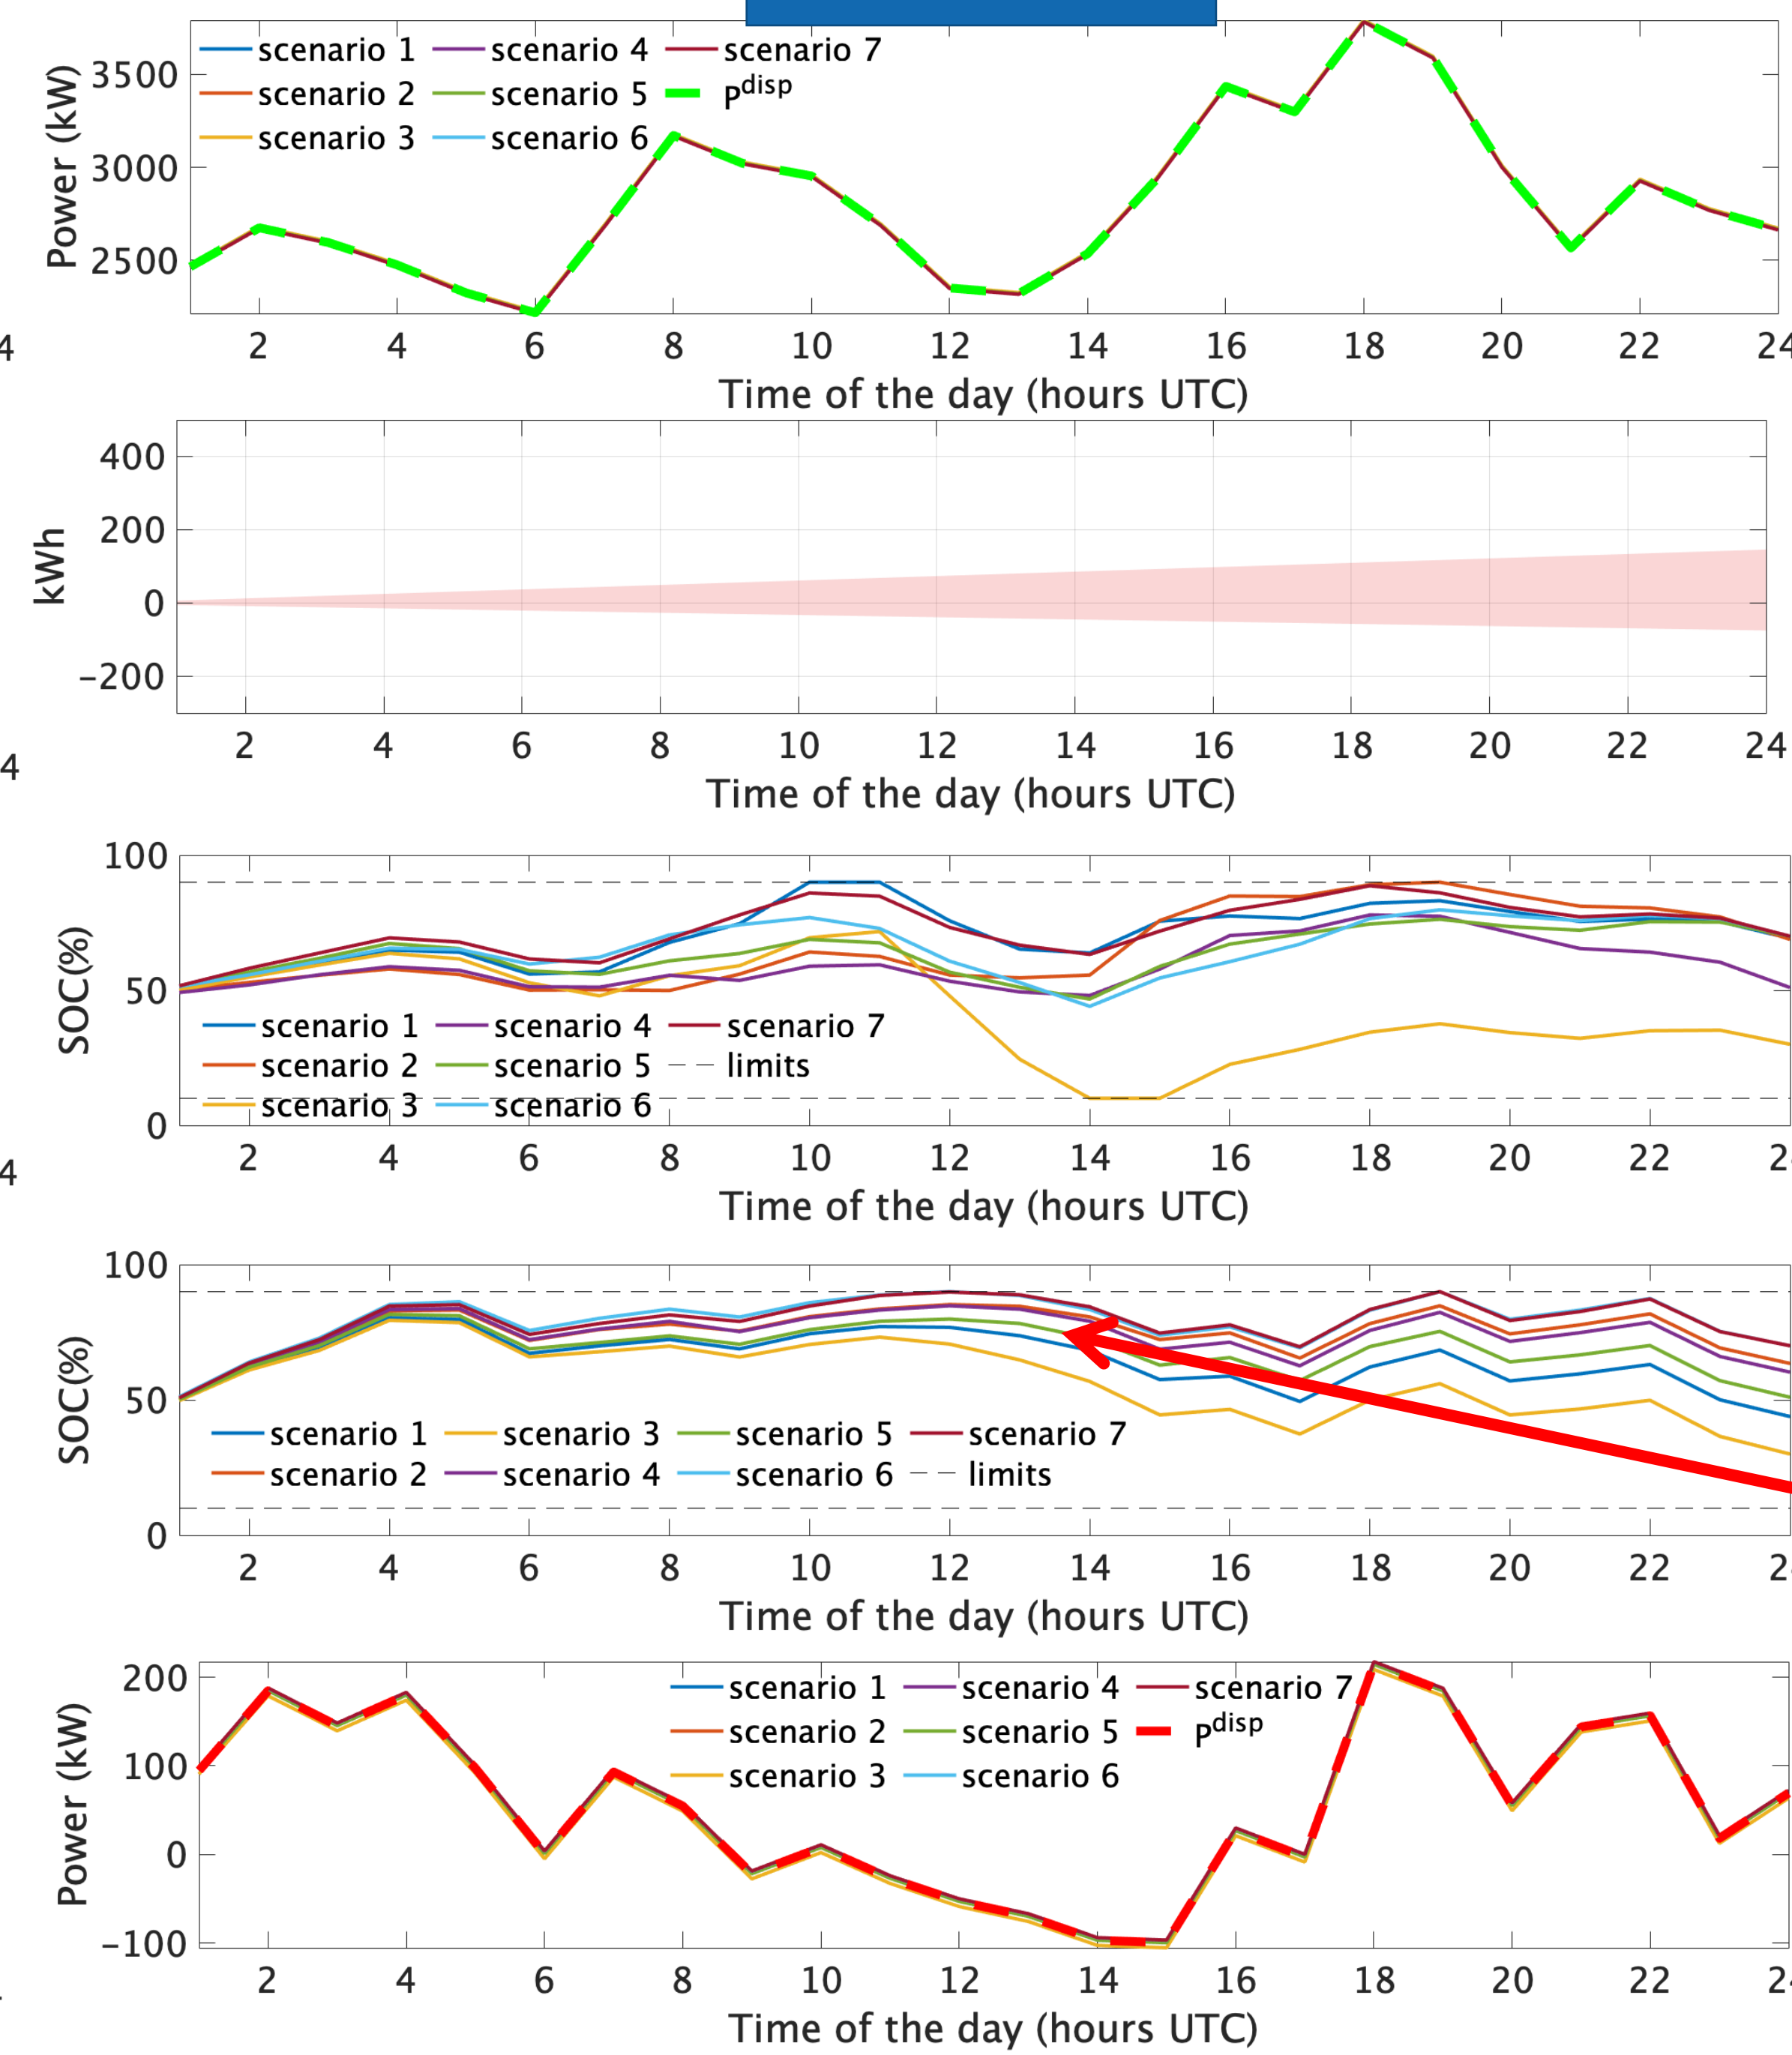 scenario 1 scenario 4 scenario 7
scenario 2 scenario 5 Pdisp
scenario 3 scenario 6
Power (kW)
3500
3000
2500
4
2 4 6 8 10 12 14 16 18 20 22 24
Time of the day (hours UTC)
kWh
400
200
0
-200
4
2 4 6 8 10 12 14 16 18 20 22 24
Time of the day (hours UTC)
SOC(%)
100
50
0
scenario 1 scenario 4 scenario 7
scenario 2 scenario 5 limits
scenario 3 scenario 6
4
2 4 6 8 10 12 14 16 18 20 22 2
Time of the day (hours UTC)
SOC(%)
100
50
0
scenario 1 scenario 3 scenario 5 scenario 7
scenario 2 scenario 4 scenario 6 limits
2 4 6 8 10 12 14 16 18 20 22 2
Time of the day (hours UTC)
Power (kW)
200
100
0
-100
scenario 1 scenario 4 scenario 7
scenario 2 scenario 5 Pdisp
scenario 3 scenario 6
2 4 6 8 10 12 14 16 18 20 22 2
Time of the day (hours UTC)